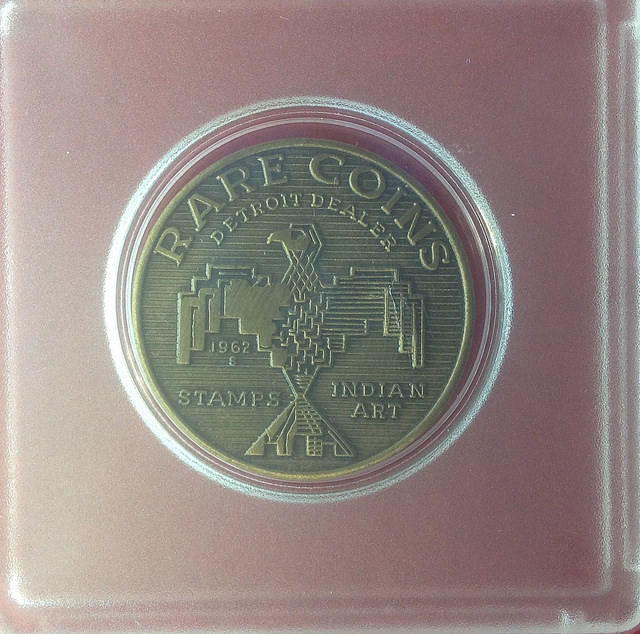 RARE COINS
DETROIT DEALER
1962
S
STAMPS
INDIAN
ART